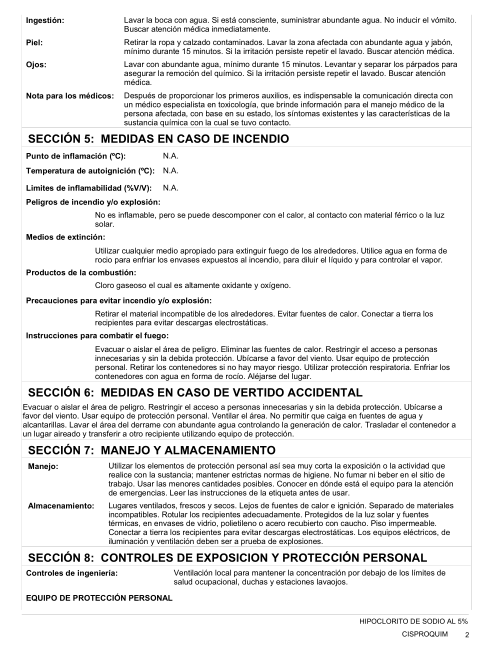 Ingestión: Lavar la boca con agua. Si está consciente, suministrar abundante agua. No inducir el vómito.
Buscar atención médica inmediatamente.
Piel: Retirar la ropa y calzado contaminados. Lavar la zona afectada con abundante agua y jabón,
mínimo durante 15 minutos. Si la irritación persiste repetir el lavado. Buscar atención médica.
Ojos: Lavar con abundante agua, mínimo durante 15 minutos. Levantar y separar los párpados para
asegurar la remoción del químico. Si la irritación persiste repetir el lavado. Buscar atención
médica.
Nota para los médicos: Después de proporcionar los primeros auxilios, es indispensable la comunicación directa con
un médico especialista en toxicología, que brinde información para el manejo médico de la
persona afectada, con base en su estado, los síntomas existentes y las características de la
sustancia química con la cual se tuvo contacto.
SECCIÓN 5: MEDIDAS EN CASO DE INCENDIO
Punto de inflamación (ºC): N.A.
Temperatura de autoignición (ºC): N.A.
Limites de inflamabilidad (%V/V): N.A.
Peligros de incendio y/o explosión:
No es inflamable, pero se puede descomponer con el calor, al contacto con material férrico o la luz
solar.
Medios de extinción:
Utilizar cualquier medio apropiado para extinguir fuego de los alrededores. Utilice agua en forma de
rocio para enfriar los envases expuestos al incendio, para diluir el líquido y para controlar el vapor.
Productos de la combustión:
Cloro gaseoso el cual es altamente oxidante y oxígeno.
Precauciones para evitar incendio y/o explosión:
Retirar el material incompatible de los alrededores. Evitar fuentes de calor. Conectar a tierra los
recipientes para evitar descargas electrostáticas.
Instrucciones para combatir el fuego:
Evacuar o aislar el área de peligro. Eliminar las fuentes de calor. Restringir el acceso a personas
innecesarias y sin la debida protección. Ubícarse a favor del viento. Usar equipo de protección
personal. Retirar los contenedores si no hay mayor riesgo. Utilizar protección respiratoria. Enfriar los
contenedores con agua en forma de rocío. Aléjarse del lugar.
SECCIÓN 6: MEDIDAS EN CASO DE VERTIDO ACCIDENTAL
Evacuar o aislar el área de peligro. Restringir el acceso a personas innecesarias y sin la debida protección. Ubícarse a
favor del viento. Usar equipo de protección personal. Ventilar el área. No permitir que caiga en fuentes de agua y
alcantarillas. Lavar el área del derrame con abundante agua controlando la generación de calor. Trasladar el contenedor a
un lugar aireado y transferir a otro recipiente utilizando equipo de protección.
SECCIÓN 7: MANEJO Y ALMACENAMIENTO
Manejo: Utilizar los elementos de protección personal así sea muy corta la exposición o la actividad que
realice con la sustancia; mantener estrictas normas de higiene. No fumar ni beber en el sitio de
trabajo. Usar las menores cantidades posibles. Conocer en dónde está el equipo para la atención
de emergencias. Leer las instrucciones de la etiqueta antes de usar.
Almacenamiento: Lugares ventilados, frescos y secos. Lejos de fuentes de calor e ignición. Separado de materiales
incompatibles. Rotular los recipientes adecuadamente. Protegidos de la luz solar y fuentes
térmicas, en envases de vidrio, polietileno o acero recubierto con caucho. Piso impermeable.
Conectar a tierra los recipientes para evitar descargas electrostáticas. Los equipos eléctricos, de
iluminación y ventilación deben ser a prueba de explosiones.
SECCIÓN 8: CONTROLES DE EXPOSICION Y PROTECCIÓN PERSONAL
Controles de ingeniería: Ventilación local para mantener la concentración por debajo de los límites de
salud ocupacional, duchas y estaciones lavaojos.
EQUIPO DE PROTECCIÓN PERSONAL
HIPOCLORITO DE SODIO AL 5%
CISPROQUIM 2